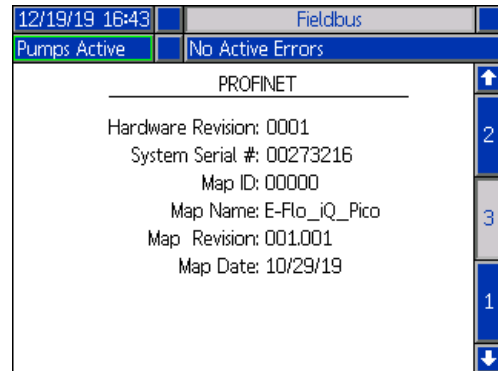 12/19/19 16:43 Fieldbus
Pumps Active No Active Errors
PROFINET
Hardware Revision: 0001
System Serial #: 00273216
Map ID: 00000
Map Name: E-Flo_iQ_Pico
Map Revision: 001.001
Map Date: 10/29/19
2
3
1